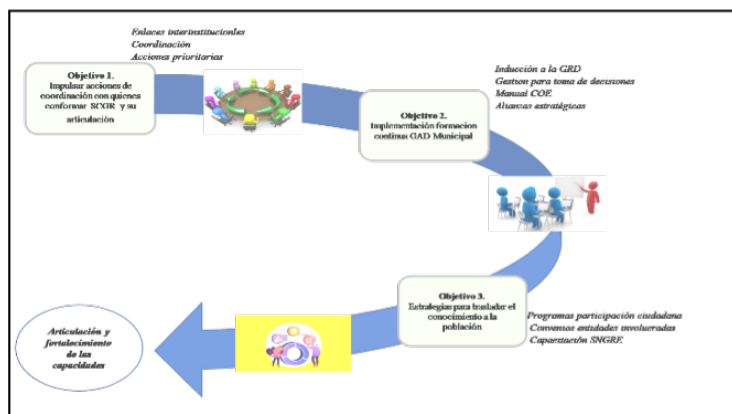 Enlaces interinstitucionles
Coordinación
Acciones prioritarias
Objetivo 1.
Impulsar acciones de
coordinación con quienes
conformar SCGR y su
articulación
Inducción a la GRD
Gestion para toma de decisiones
Manual COE.
Alianzas estratégicas
Objetivo 2.
Implementación formacion
continua GAD Municipal
Objetivo 3.
Estrategias para trasladar el
conocimiento a la
población
Programas participación ciudadana
Convenios entidades involucradas
Capacitación SNGRE.
Articulación y
fortalecimiento
de las
capacidades